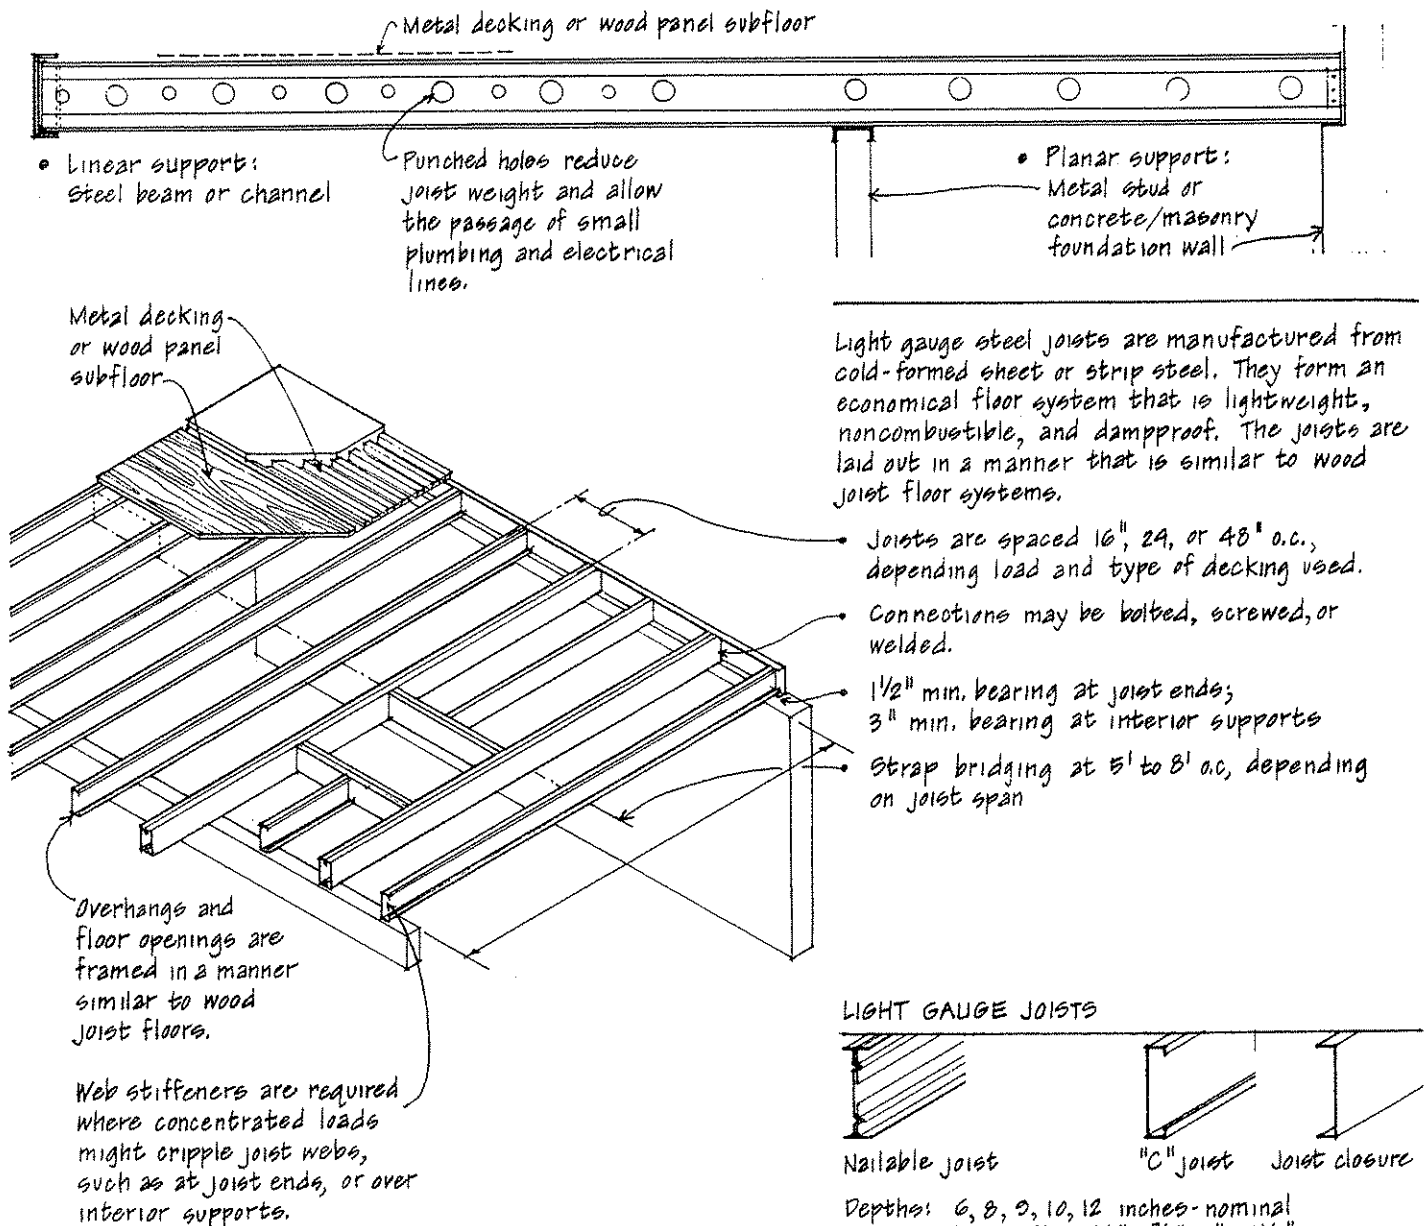 Metal decking or wood panel subfloor
• Linear support:
Steel beam or channel
Punched holes reduce
joist weight and allow
the passage of small
plumbing and electrical
lines.
• Planar support:
Metal stud or
concrete/masonry
foundation wall
Metal decking
or wood panel
subfloor
Light gauge steel joists are manufactured from
cold-formed sheet or strip steel. They form an
economical floor system that is lightweight,
noncombustible, and dampproof. The joists are
laid out in a manner that is similar to wood
joist floor systems.
• Joists are spaced 16", 24, or 48" o.c.,
depending load and type of decking used.
• Connections may be bolted, screwed, or
welded.
• 1 1/2" min. bearing at joist ends;
3" min. bearing at interior supports
• Strap bridging at 5' to 8' o.c, depending
on joist span
Overhangs and
floor openings are
framed in a manner
similar to wood
joist floors.
Web stiffeners are required
where concentrated loads
might cripple joist webs,
such as at joist ends, or over
interior supports.
LIGHT GAUGE JOISTS
Nailable joist
"C" joist
Joist closure
Depths: 6, 8, 9, 10, 12 inches-nominal